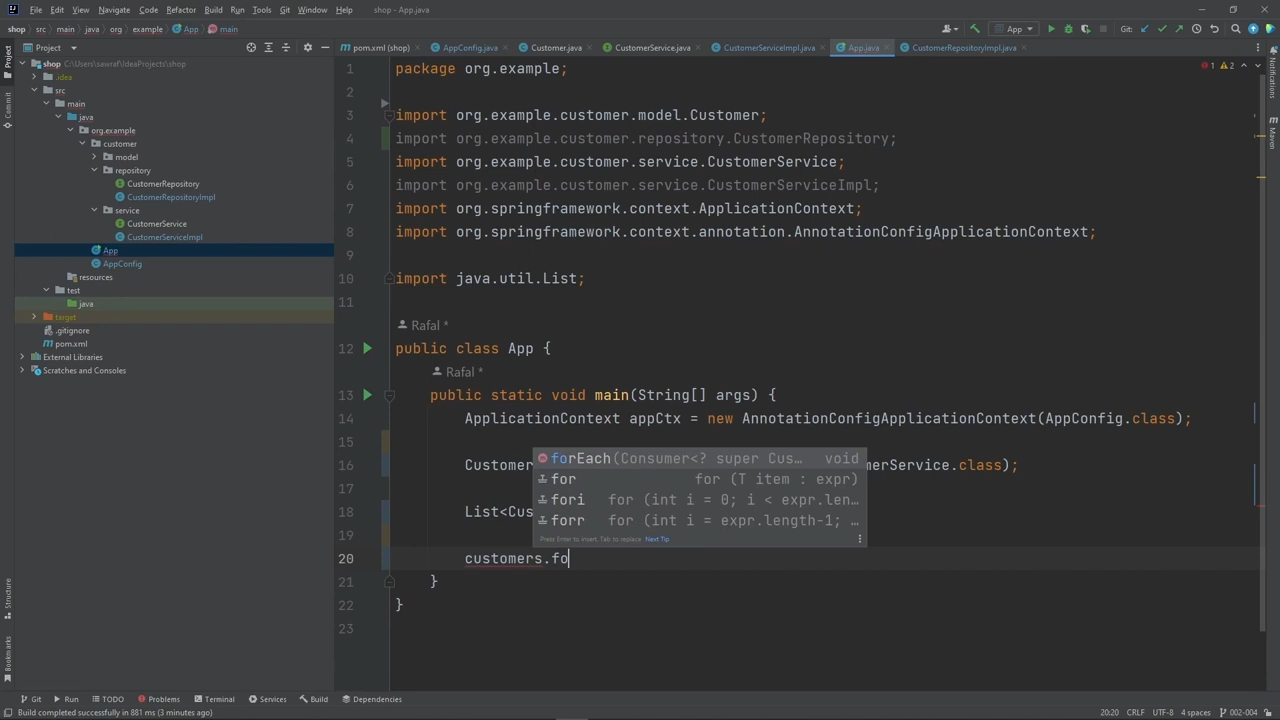 File Edit View Navigate Code Refactor Build Run Tools Git Window Help shop - App.java
shop src main java org example App main App Git:
Project pom.xml (shop) AppConfig.java Customer.java CustomerService.java CustomerServiceImpl.java App.java CustomerRepositoryImpl.java
shop C:\Users\sawraf\IdeaProjects\shop
.idea
src
main
java
org.example
customer
model
repository
CustomerRepository
CustomerRepositoryImpl
service
CustomerService
CustomerServiceImpl
App
AppConfig
resources
test
java
target
.gitignore
pom.xml
External Libraries
Scratches and Consoles
Project
Commit
Structure
Bookmarks
1 2
1 package org.example;
2
3 import org.example.customer.model.Customer;
4 import org.example.customer.repository.CustomerRepository;
5 import org.example.customer.service.CustomerService;
6 import org.example.customer.service.CustomerServiceImpl;
7 import org.springframework.context.ApplicationContext;
8 import org.springframework.context.annotation.AnnotationConfigApplicationContext;
9
10 import java.util.List;
11
Rafal *
12 public class App {
Rafal *
13 public static void main(String[] args) {
14 ApplicationContext appCtx = new AnnotationConfigApplicationContext(AppConfig.class);
15
16 Customer merService.class);
17
18 List<Cus
19
20 customers.fo
21 }
22 }
23
forEach(Consumer<? super Cus... void
for for (T item : expr)
fori for (int i = 0; i < expr.len...
forr for (int i = expr.length-1; ...
Press Enter to insert, Tab to replace Next Tip
Notifications
Maven
Git Run TODO Problems Terminal Services Build Dependencies
Build completed successfully in 881 ms (3 minutes ago) 20:20 CRLF UTF-8 4 spaces 002-004